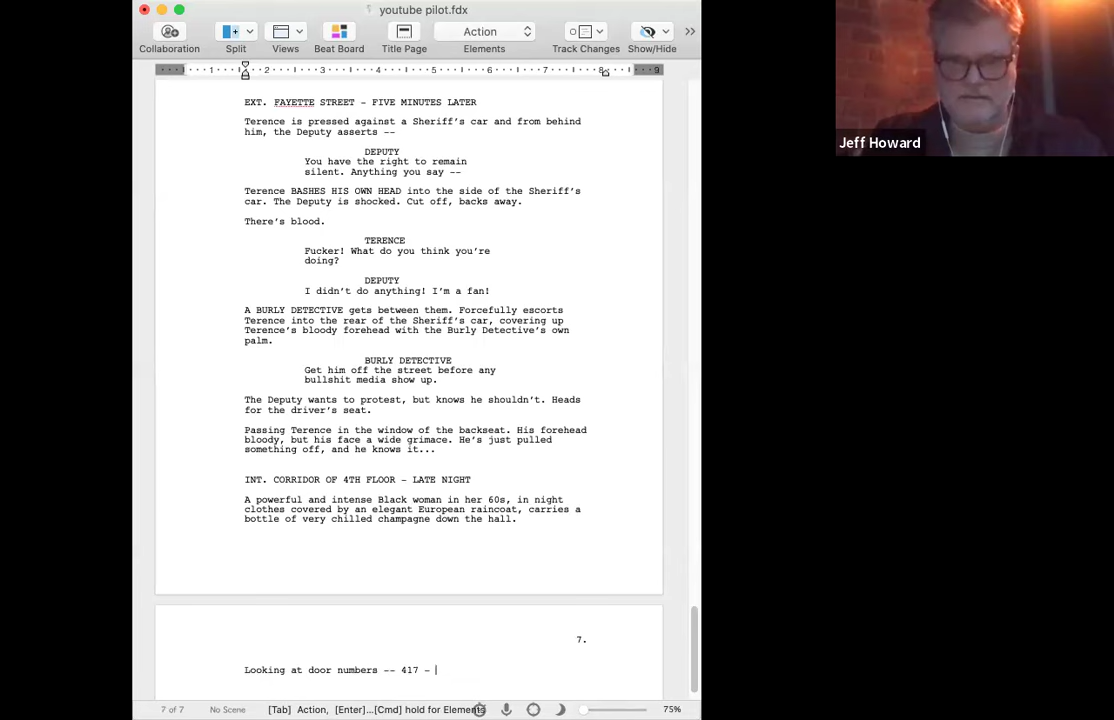 youtube pilot.fdx
Action
Collaboration Split Views Beat Board Title Page Elements Track Changes Show/Hide
1 2 3 4 5 6 7 8 9
EXT. FAYETTE STREET - FIVE MINUTES LATER
Terence is pressed against a Sheriff's car and from behind
him, the Deputy asserts --
DEPUTY
You have the right to remain
silent. Anything you say --
Terence BASHES HIS OWN HEAD into the side of the Sheriff's
car. The Deputy is shocked. Cut off, backs away.
There's blood.
TERENCE
Fucker! What do you think you're
doing?
DEPUTY
I didn't do anything! I'm a fan!
A BURLY DETECTIVE gets between them. Forcefully escorts
Terence into the rear of the Sheriff's car, covering up
Terence's bloody forehead with the Burly Detective's own
palm.
BURLY DETECTIVE
Get him off the street before any
bullshit media show up.
The Deputy wants to protest, but knows he shouldn't. Heads
for the driver's seat.
Passing Terence in the window of the backseat. His forehead
bloody, but his face a wide grimace. He's just pulled
something off, and he knows it...
INT. CORRIDOR OF 4TH FLOOR - LATE NIGHT
A powerful and intense Black woman in her 60s, in night
clothes covered by an elegant European raincoat, carries a
bottle of very chilled champagne down the hall.
7.
Looking at door numbers -- 417 -
7 of 7 No Scene [Tab] Action, [Enter]...[Cmd] hold for Elements 75%
Jeff Howard